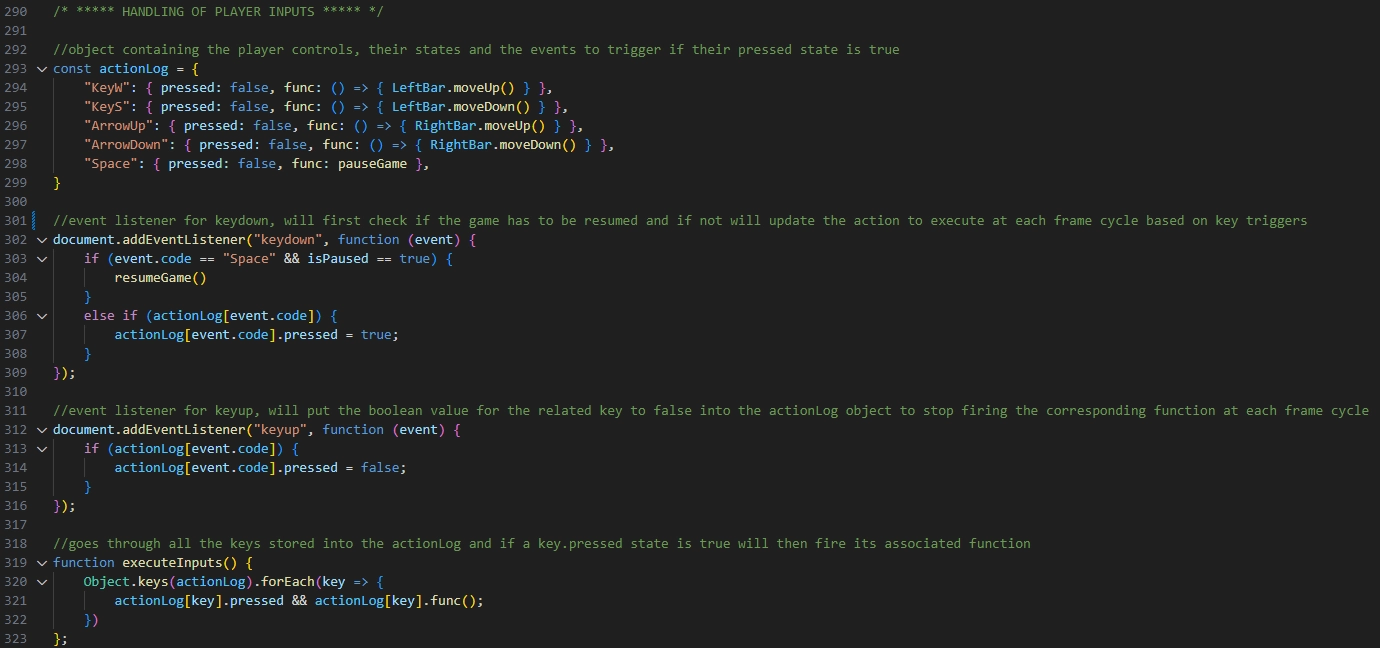 290 /* ***** HANDLING OF PLAYER INPUTS ***** */
291
292 //object containing the player controls, their states and the events to trigger if their pressed state is true
293 const actionLog = {
294     "KeyW": { pressed: false, func: () => { LeftBar.moveUp() } },
295     "KeyS": { pressed: false, func: () => { LeftBar.moveDown() } },
296     "ArrowUp": { pressed: false, func: () => { RightBar.moveUp() } },
297     "ArrowDown": { pressed: false, func: () => { RightBar.moveDown() } },
298     "Space": { pressed: false, func: pauseGame },
299 }
300
301 //event listener for keydown, will first check if the game has to be resumed and if not will update the action to execute at each frame cycle based on key triggers
302 document.addEventListener("keydown", function (event) {
303     if (event.code == "Space" && isPaused == true) {
304         resumeGame()
305     }
306     else if (actionLog[event.code]) {
307         actionLog[event.code].pressed = true;
308     }
309 });
310
311 //event listener for keyup, will put the boolean value for the related key to false into the actionLog object to stop firing the corresponding function at each frame cycle
312 document.addEventListener("keyup", function (event) {
313     if (actionLog[event.code]) {
314         actionLog[event.code].pressed = false;
315     }
316 });
317
318 //goes through all the keys stored into the actionLog and if a key.pressed state is true will then fire its associated function
319 function executeInputs() {
320     Object.keys(actionLog).forEach(key => {
321         actionLog[key].pressed && actionLog[key].func();
322     })
323 };